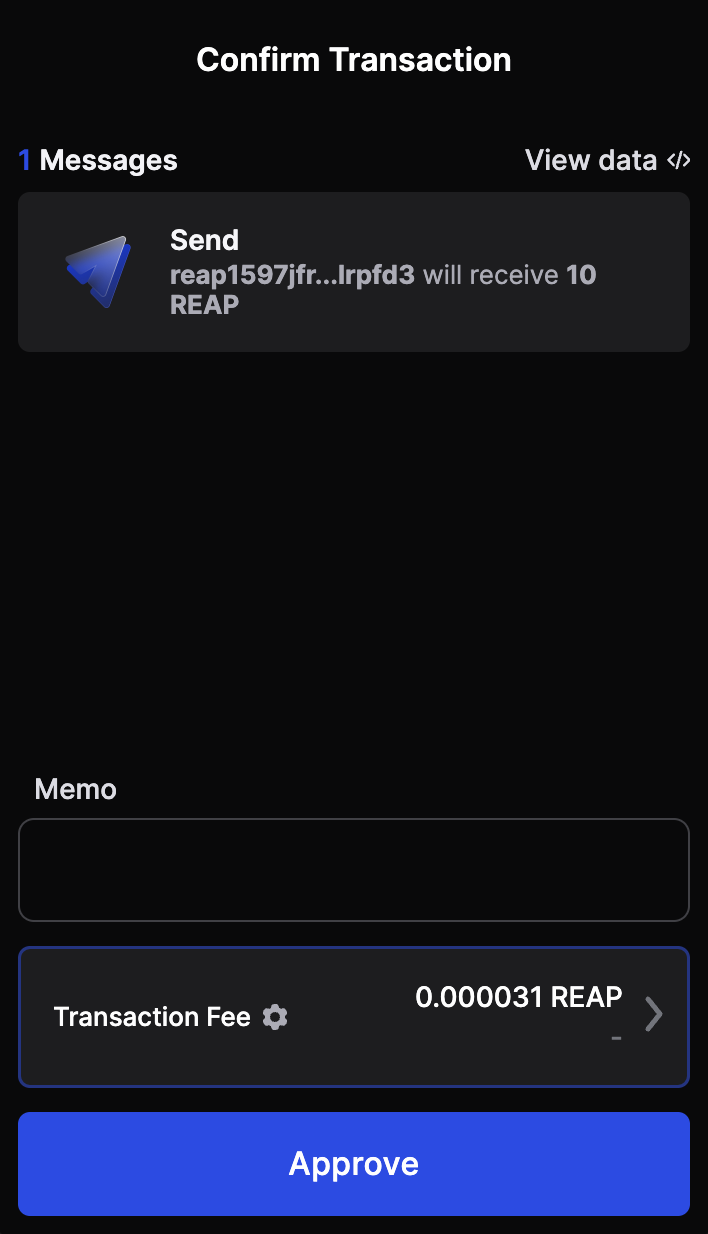 Confirm Transaction
1 Messages
View data </>
Send
reap1597jfr...lrpfd3 will receive 10
REAP
Memo
Transaction Fee
0.000031 REAP
-
Approve